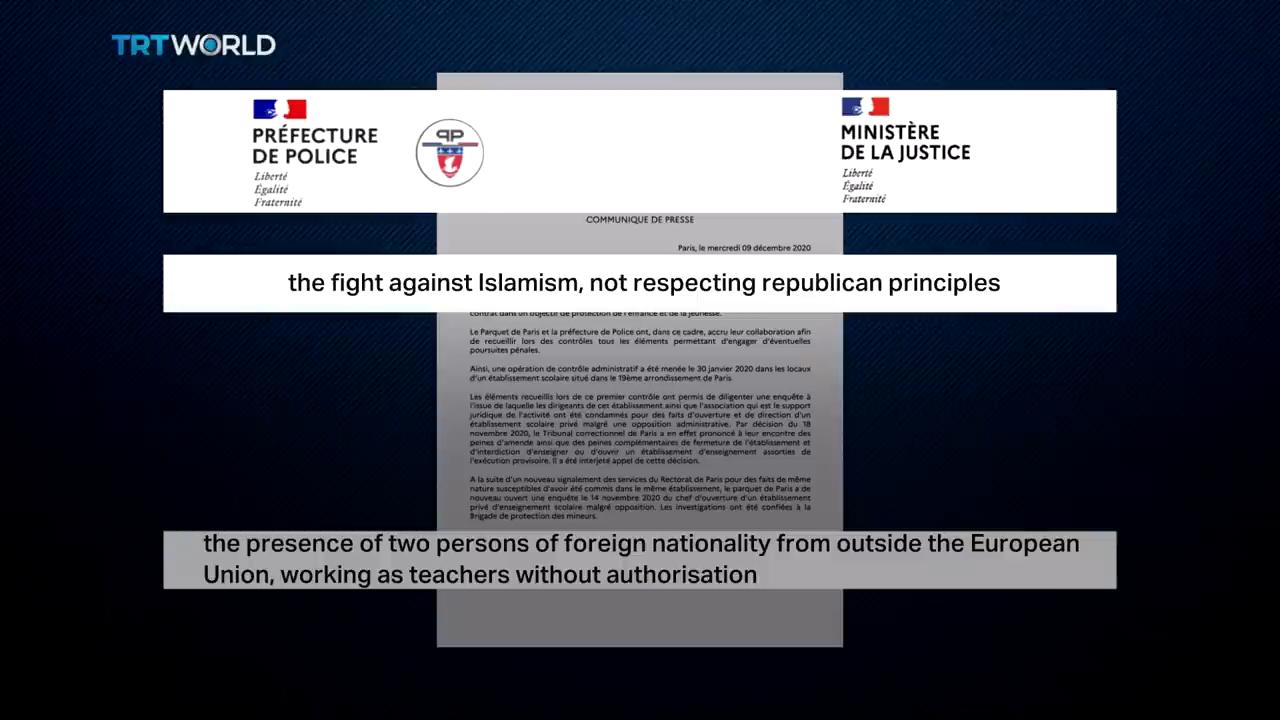 TRTWORLD
PRÉFECTURE
DE POLICE
Liberté
Égalité
Fraternité
PP
MINISTÈRE
DE LA JUSTICE
Liberté
Égalité
Fraternité
COMMUNIQUE DE PRESSE
Paris, le mercredi 09 décembre 2020
the fight against Islamism, not respecting republican principles
contrat dans un objectif de protection de l'enfance et de la jeunesse.
Le Parquet de Paris et la préfecture de Police ont, dans ce cadre, accru leur collaboration afin
de recueillir lors des contrôles tous les éléments permettant d'engager d'éventuelles
poursuites pénales.
Ainsi, une opération de contrôle administratif a été menée le 30 janvier 2020 dans les locaux
d'un établissement scolaire situé dans le 19ème arrondissement de Paris.
Les éléments recueillis lors de ce premier contrôle ont permis de diligenter une enquête à
l'issue de laquelle les dirigeants de cet établissement ainsi que l'association qui est le support
juridique de l'activité ont été condamnés pour des faits d'ouverture et de direction d'un
établissement scolaire privé malgré une opposition administrative. Par décision du 18
novembre 2020, le Tribunal correctionnel de Paris a en effet prononcé à leur encontre des
peines d'amende ainsi que des peines complémentaires de fermeture de l'établissement et
d'interdiction d'enseigner ou d'ouvrir un établissement d'enseignement assorties de
l'exécution provisoire. Il a été interjeté appel de cette décision.
A la suite d'un nouveau signalement des services du Rectorat de Paris pour des faits de même
nature susceptibles d'avoir été commis dans le même établissement, le parquet de Paris a de
nouveau ouvert une enquête le 14 novembre 2020 du chef d'ouverture d'un établissement
privé d'enseignement scolaire malgré opposition. Les investigations ont été confiées à la
Brigade de protection des mineurs.
the presence of two persons of foreign nationality from outside the European
Union, working as teachers without authorisation